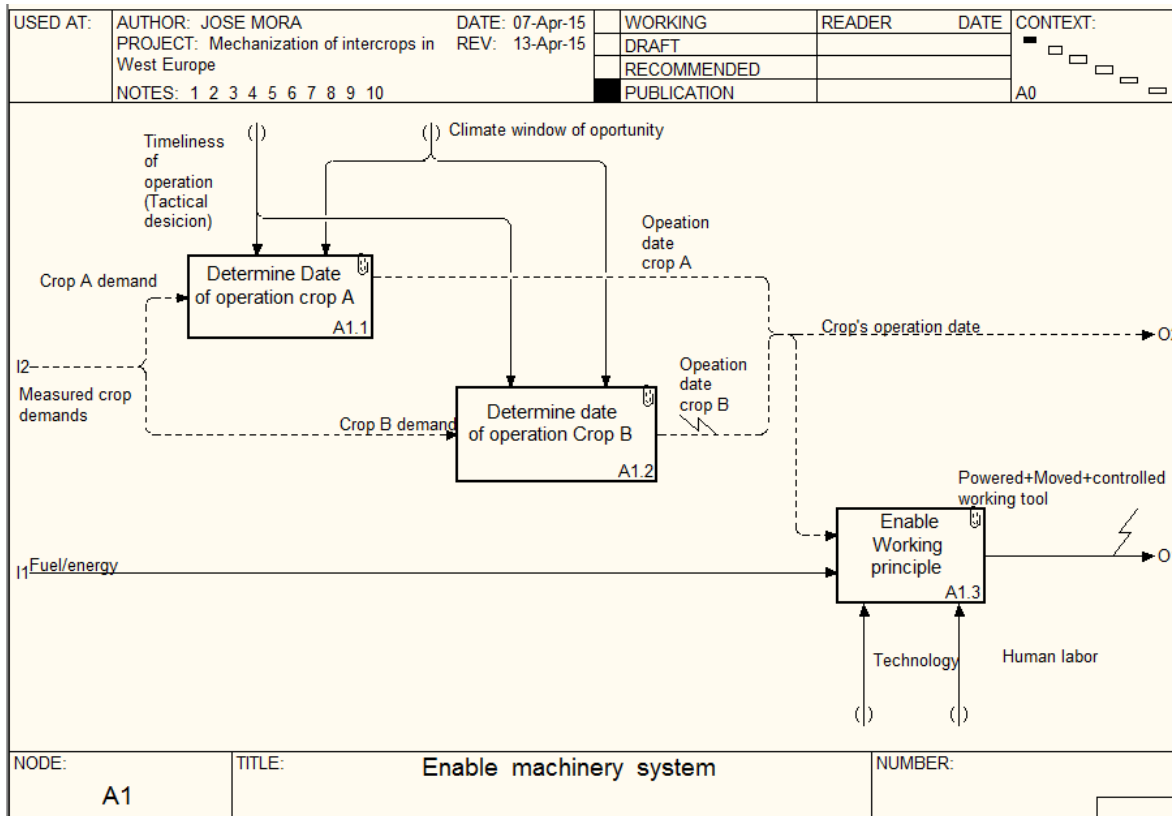 USED AT:
AUTHOR: JOSE MORA
DATE: 07-Apr-15
PROJECT: Mechanization of intercrops in
West Europe
REV: 13-Apr-15
NOTES: 1 2 3 4 5 6 7 8 9 10
WORKING
DRAFT
RECOMMENDED
PUBLICATION
READER
DATE
CONTEXT:
A0
Timeliness
of
operation
(Tactical
desicion)
( )
( )
Climate window of oportunity
Opeation
date
crop A
Crop A demand
Determine Date
of operation crop A
A1.1
I2
Measured crop
demands
Crop's operation date
Opeation
date
crop B
Crop B demand
Determine date
of operation Crop B
A1.2
Powered+Moved+controlled
working tool
I1
Fuel/energy
Enable
Working
principle
A1.3
O
Technology
Human labor
( )
( )
NODE:
A1
TITLE:
Enable machinery system
NUMBER: